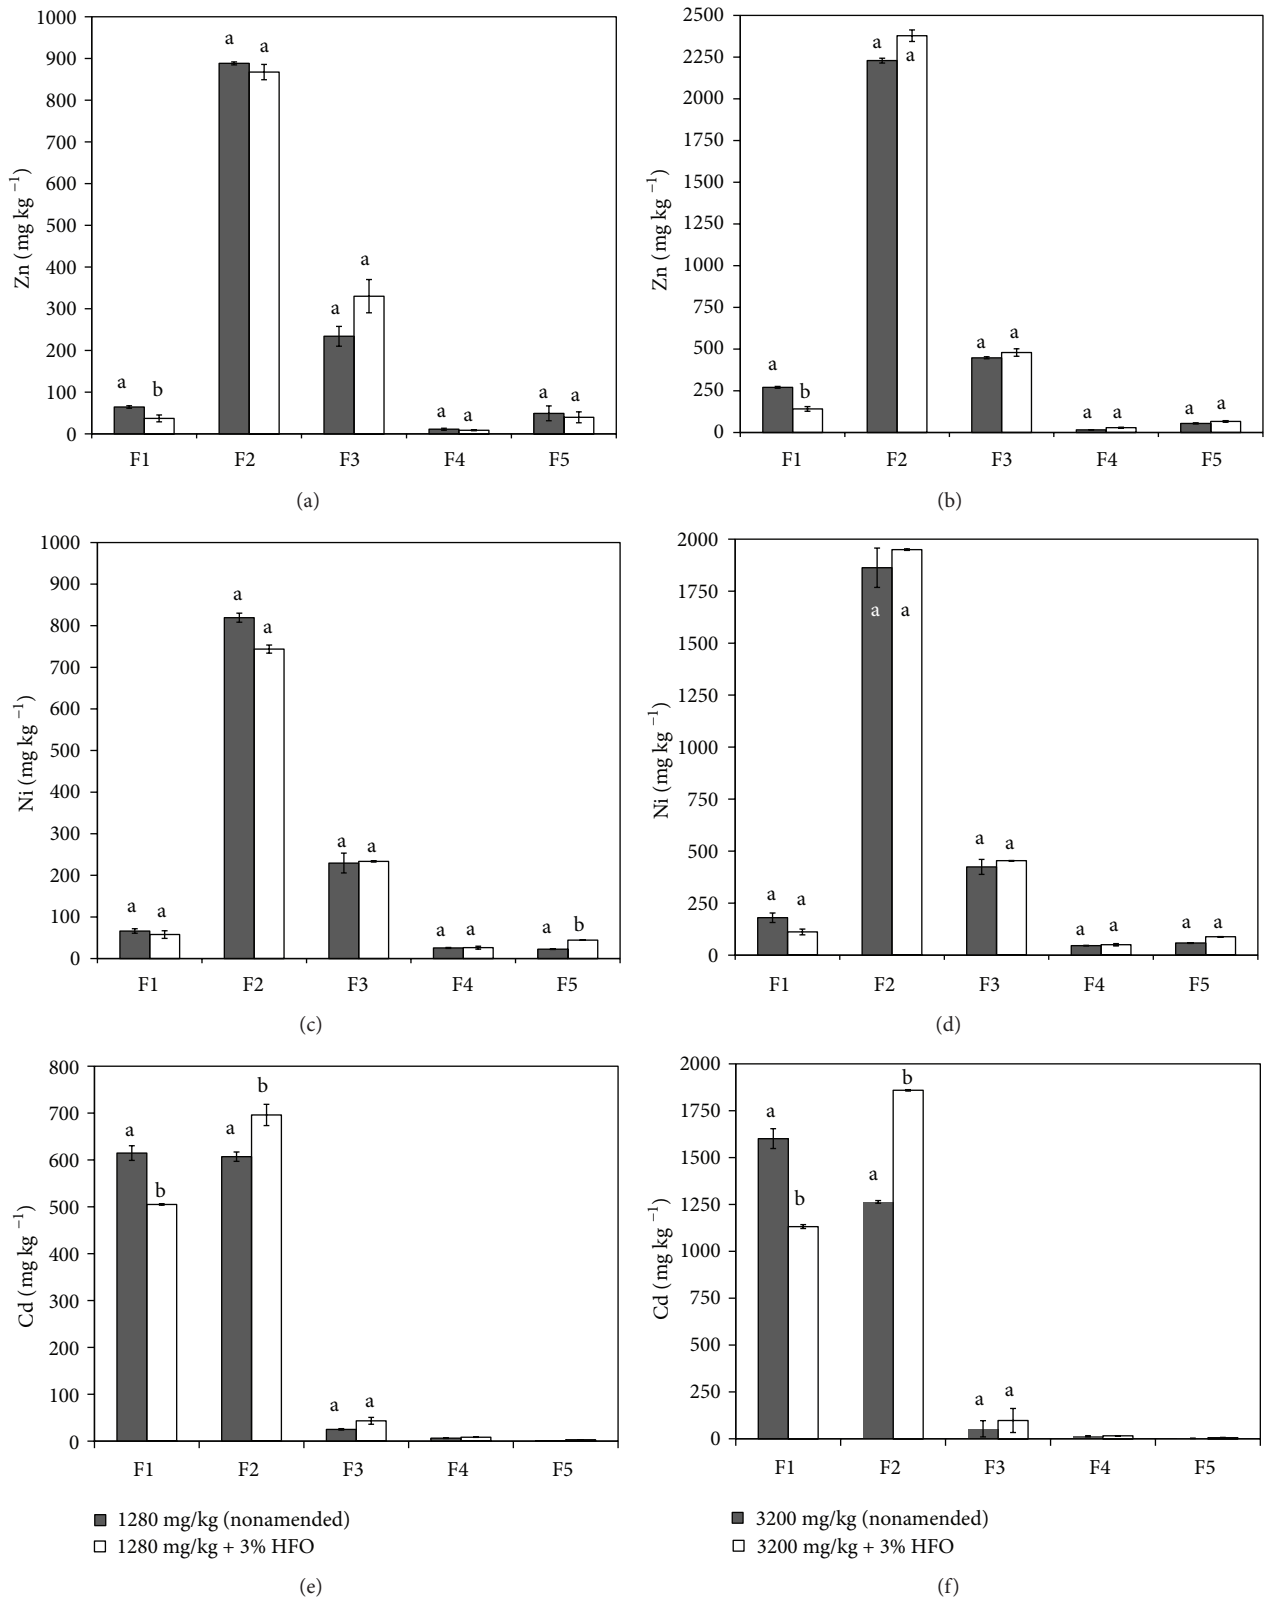 1000
900
800
700
600
500
400
300
200
100
0
Zn (mg kg⁻¹)
a a
a a
a b
a a
a a
F1 F2 F3 F4 F5
(a)
2500
2250
2000
1750
1500
1250
1000
750
500
250
0
Zn (mg kg⁻¹)
a a
a a
a b
a a
a a
F1 F2 F3 F4 F5
(b)
1000
900
800
700
600
500
400
300
200
100
0
Ni (mg kg⁻¹)
a a
a a
a a
a a
a b
F1 F2 F3 F4 F5
(c)
2000
1750
1500
1250
1000
750
500
250
0
Ni (mg kg⁻¹)
a a
a a
a a
a a
a a
F1 F2 F3 F4 F5
(d)
800
700
600
500
400
300
200
100
0
Cd (mg kg⁻¹)
a b
a b
a a
F1 F2 F3 F4 F5
1280 mg/kg (nonamended)
1280 mg/kg + 3% HFO
(e)
2000
1750
1500
1250
1000
750
500
250
0
Cd (mg kg⁻¹)
a b
a b
a a
F1 F2 F3 F4 F5
3200 mg/kg (nonamended)
3200 mg/kg + 3% HFO
(f)